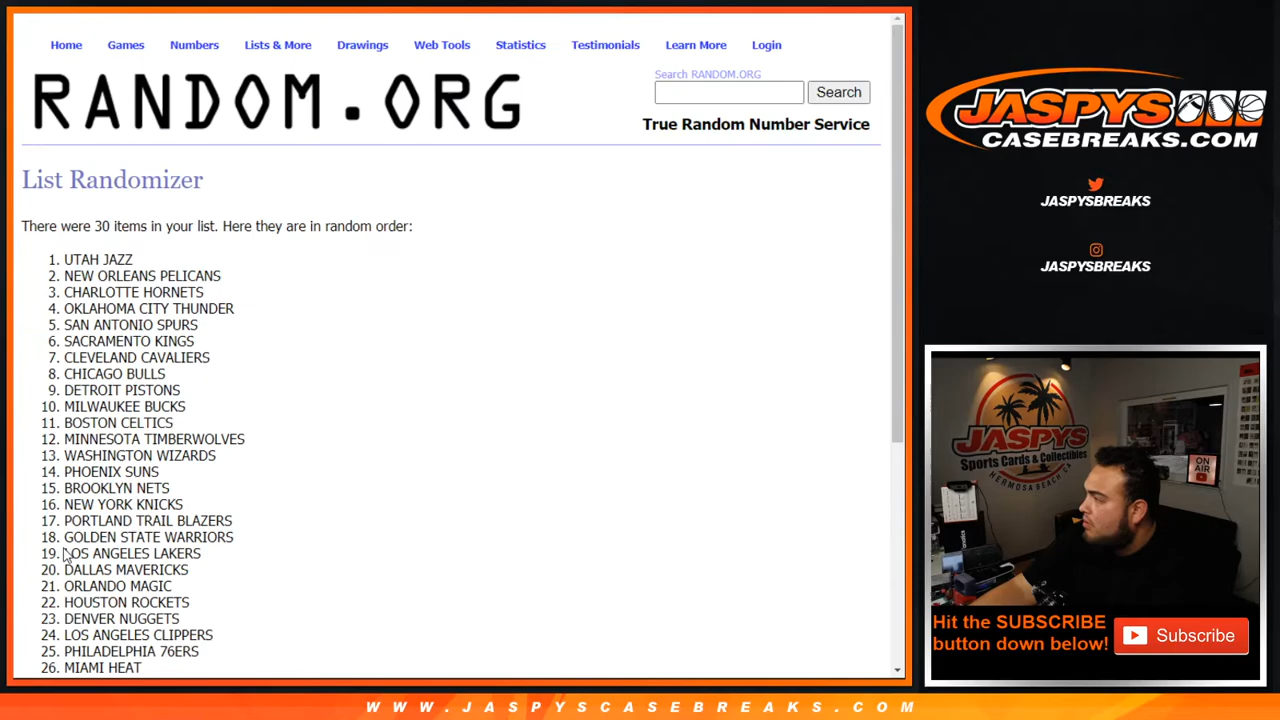 Home Games Numbers Lists & More Drawings Web Tools Statistics Testimonials Learn More Login
RANDOM.ORG
Search RANDOM.ORG
Search
True Random Number Service
List Randomizer
There were 30 items in your list. Here they are in random order:
1. UTAH JAZZ
2. NEW ORLEANS PELICANS
3. CHARLOTTE HORNETS
4. OKLAHOMA CITY THUNDER
5. SAN ANTONIO SPURS
6. SACRAMENTO KINGS
7. CLEVELAND CAVALIERS
8. CHICAGO BULLS
9. DETROIT PISTONS
10. MILWAUKEE BUCKS
11. BOSTON CELTICS
12. MINNESOTA TIMBERWOLVES
13. WASHINGTON WIZARDS
14. PHOENIX SUNS
15. BROOKLYN NETS
16. NEW YORK KNICKS
17. PORTLAND TRAIL BLAZERS
18. GOLDEN STATE WARRIORS
19. LOS ANGELES LAKERS
20. DALLAS MAVERICKS
21. ORLANDO MAGIC
22. HOUSTON ROCKETS
23. DENVER NUGGETS
24. LOS ANGELES CLIPPERS
25. PHILADELPHIA 76ERS
26. MIAMI HEAT
JASPYS
CASEBREAKS.COM
JASPYSBREAKS
JASPYSBREAKS
JASPYS
Sports Cards & Collectibles
HERMOSA BEACH CA
ON AIR
Hit the SUBSCRIBE
button down below!
Subscribe
WWW.JASPYSCASEBREAKS.COM